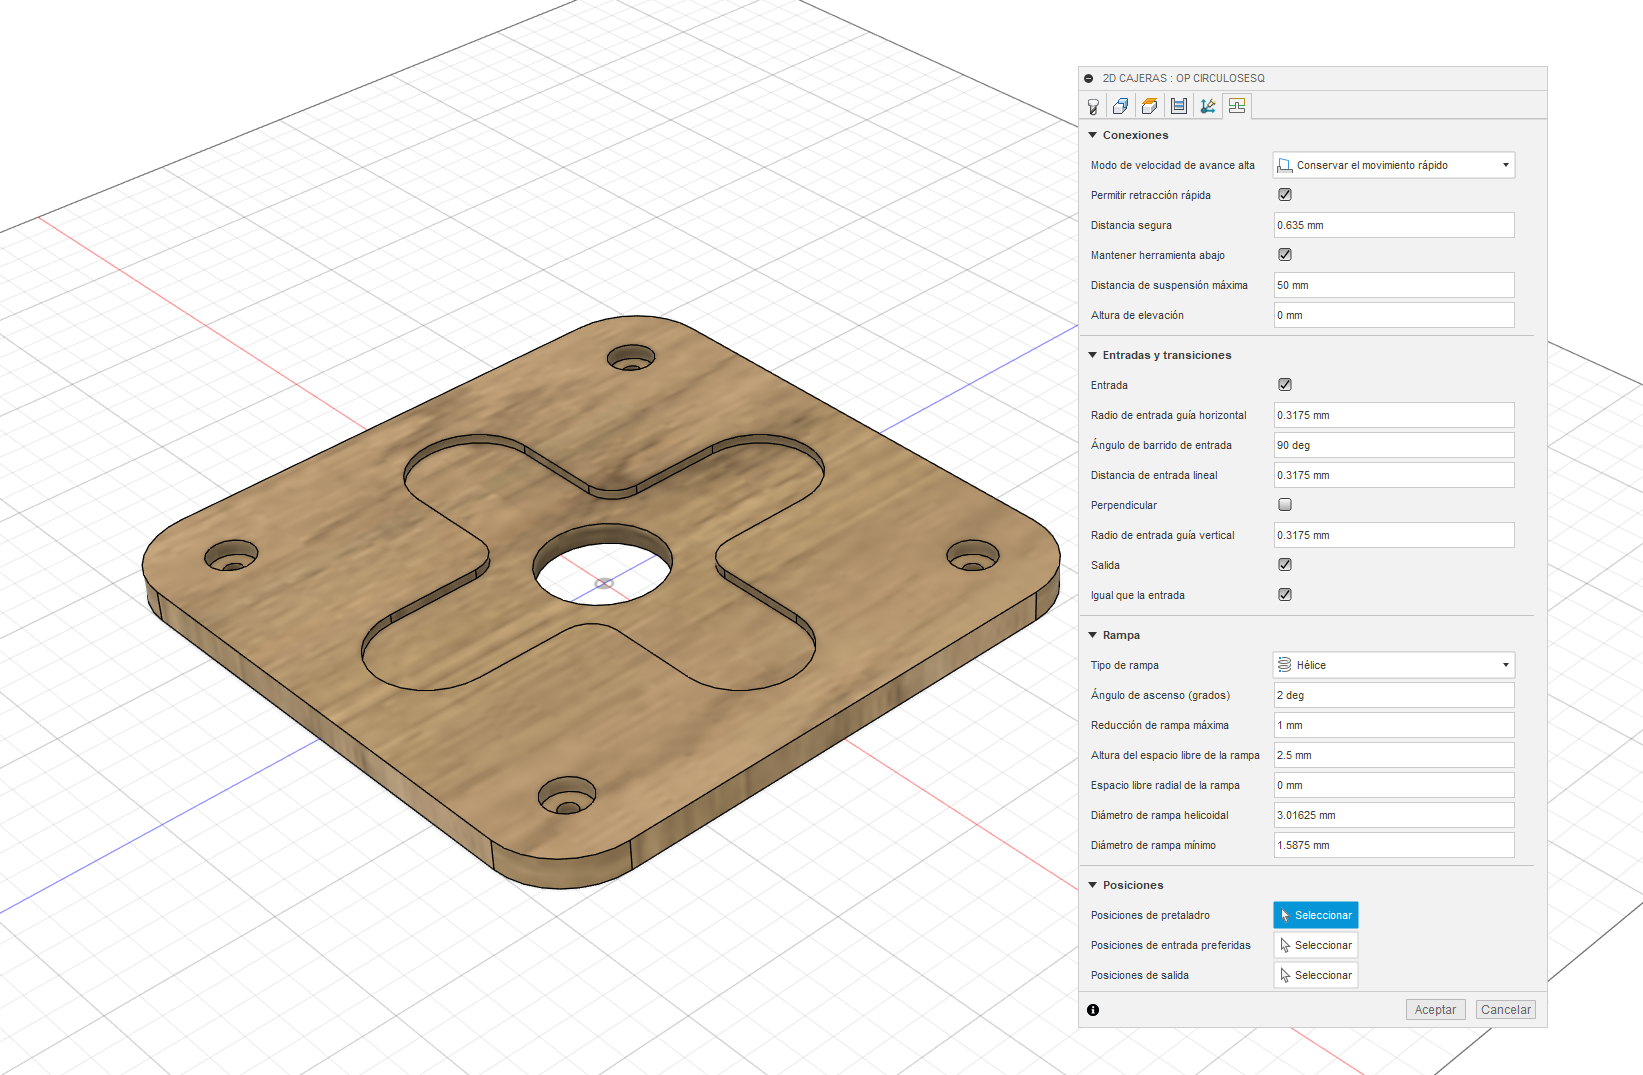 2D CAJERAS : OP CIRCULOSESQ
Conexiones
Modo de velocidad de avance alta Conservar el movimiento rápido
Permitir retracción rápida
Distancia segura 0.635 mm
Mantener herramienta abajo
Distancia de suspensión máxima 50 mm
Altura de elevación 0 mm
Entradas y transiciones
Entrada
Radio de entrada guía horizontal 0.3175 mm
Ángulo de barrido de entrada 90 deg
Distancia de entrada lineal 0.3175 mm
Perpendicular
Radio de entrada guía vertical 0.3175 mm
Salida
Igual que la entrada
Rampa
Tipo de rampa Hélice
Ángulo de ascenso (grados) 2 deg
Reducción de rampa máxima 1 mm
Altura del espacio libre de la rampa 2.5 mm
Espacio libre radial de la rampa 0 mm
Diámetro de rampa helicoidal 3.01625 mm
Diámetro de rampa mínimo 1.5875 mm
Posiciones
Posiciones de pretaladro Seleccionar
Posiciones de entrada preferidas Seleccionar
Posiciones de salida Seleccionar
Aceptar Cancelar